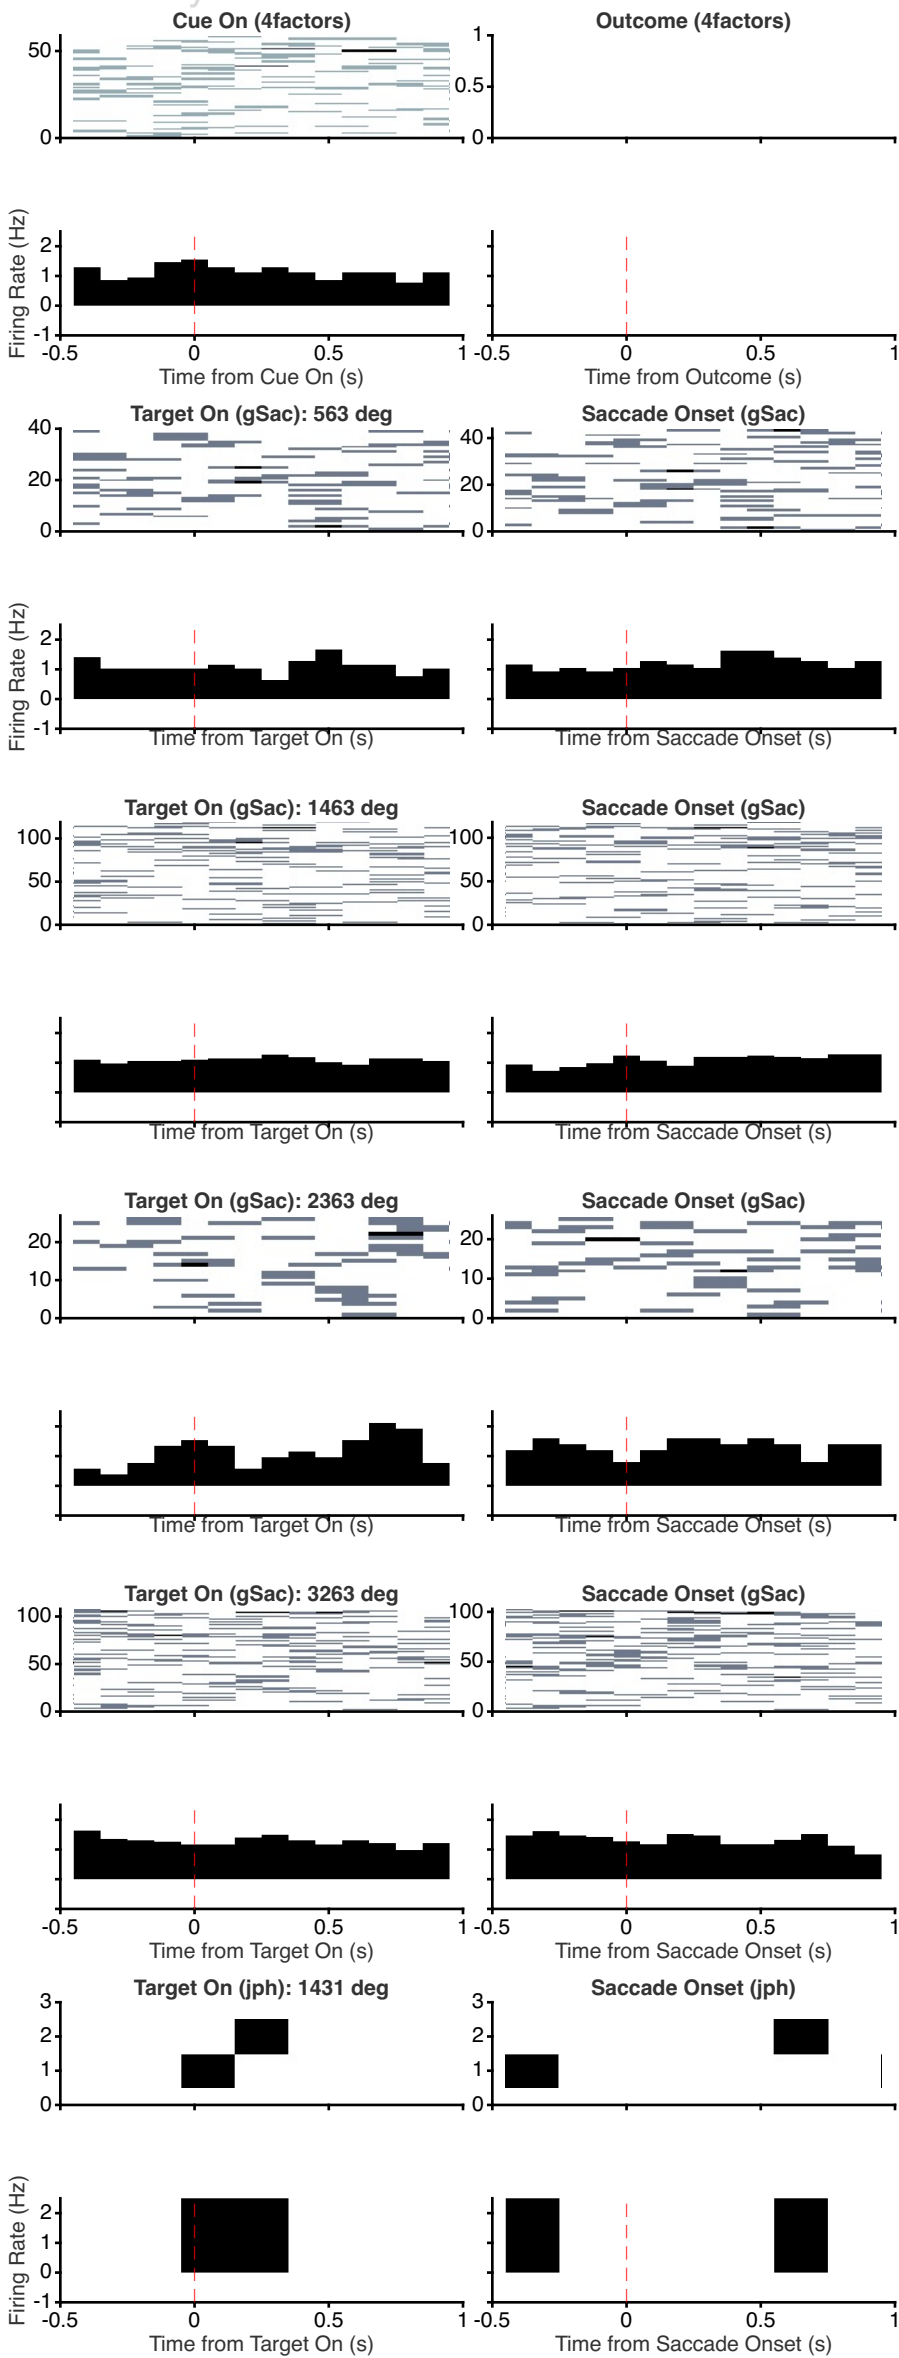 Cue On (4factors) Outcome (4factors)
50
0
1
0.5
0
Firing Rate (Hz)
2
1
0
-1
-0.5 0 0.5 1 -0.5 0 0.5 1
Time from Cue On (s) Time from Outcome (s)
Target On (gSac): 563 deg Saccade Onset (gSac)
40
20
0
40
20
0
Firing Rate (Hz)
2
1
0
-1
Time from Target On (s) Time from Saccade Onset (s)
Target On (gSac): 1463 deg Saccade Onset (gSac)
100
50
0
100
50
0
Time from Target On (s) Time from Saccade Onset (s)
Target On (gSac): 2363 deg Saccade Onset (gSac)
20
10
0
20
10
0
Time from Target On (s) Time from Saccade Onset (s)
Target On (gSac): 3263 deg Saccade Onset (gSac)
100
50
0
100
50
0
-0.5 0 0.5 1 -0.5 0 0.5 1
Time from Target On (s) Time from Saccade Onset (s)
Target On (jph): 1431 deg Saccade Onset (jph)
3
2
1
0
Firing Rate (Hz)
2
1
0
-1
-0.5 0 0.5 1 -0.5 0 0.5 1
Time from Target On (s) Time from Saccade Onset (s)